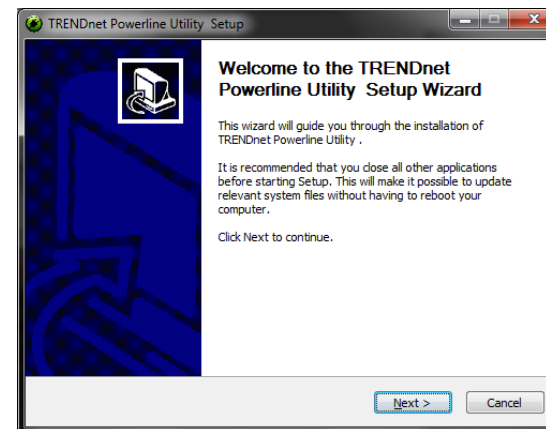 TRENDnet Powerline Utility  Setup
Welcome to the TRENDnet
Powerline Utility  Setup Wizard
This wizard will guide you through the installation of
TRENDnet Powerline Utility .
It is recommended that you close all other applications
before starting Setup. This will make it possible to update
relevant system files without having to reboot your
computer.
Click Next to continue.
Next >
Cancel